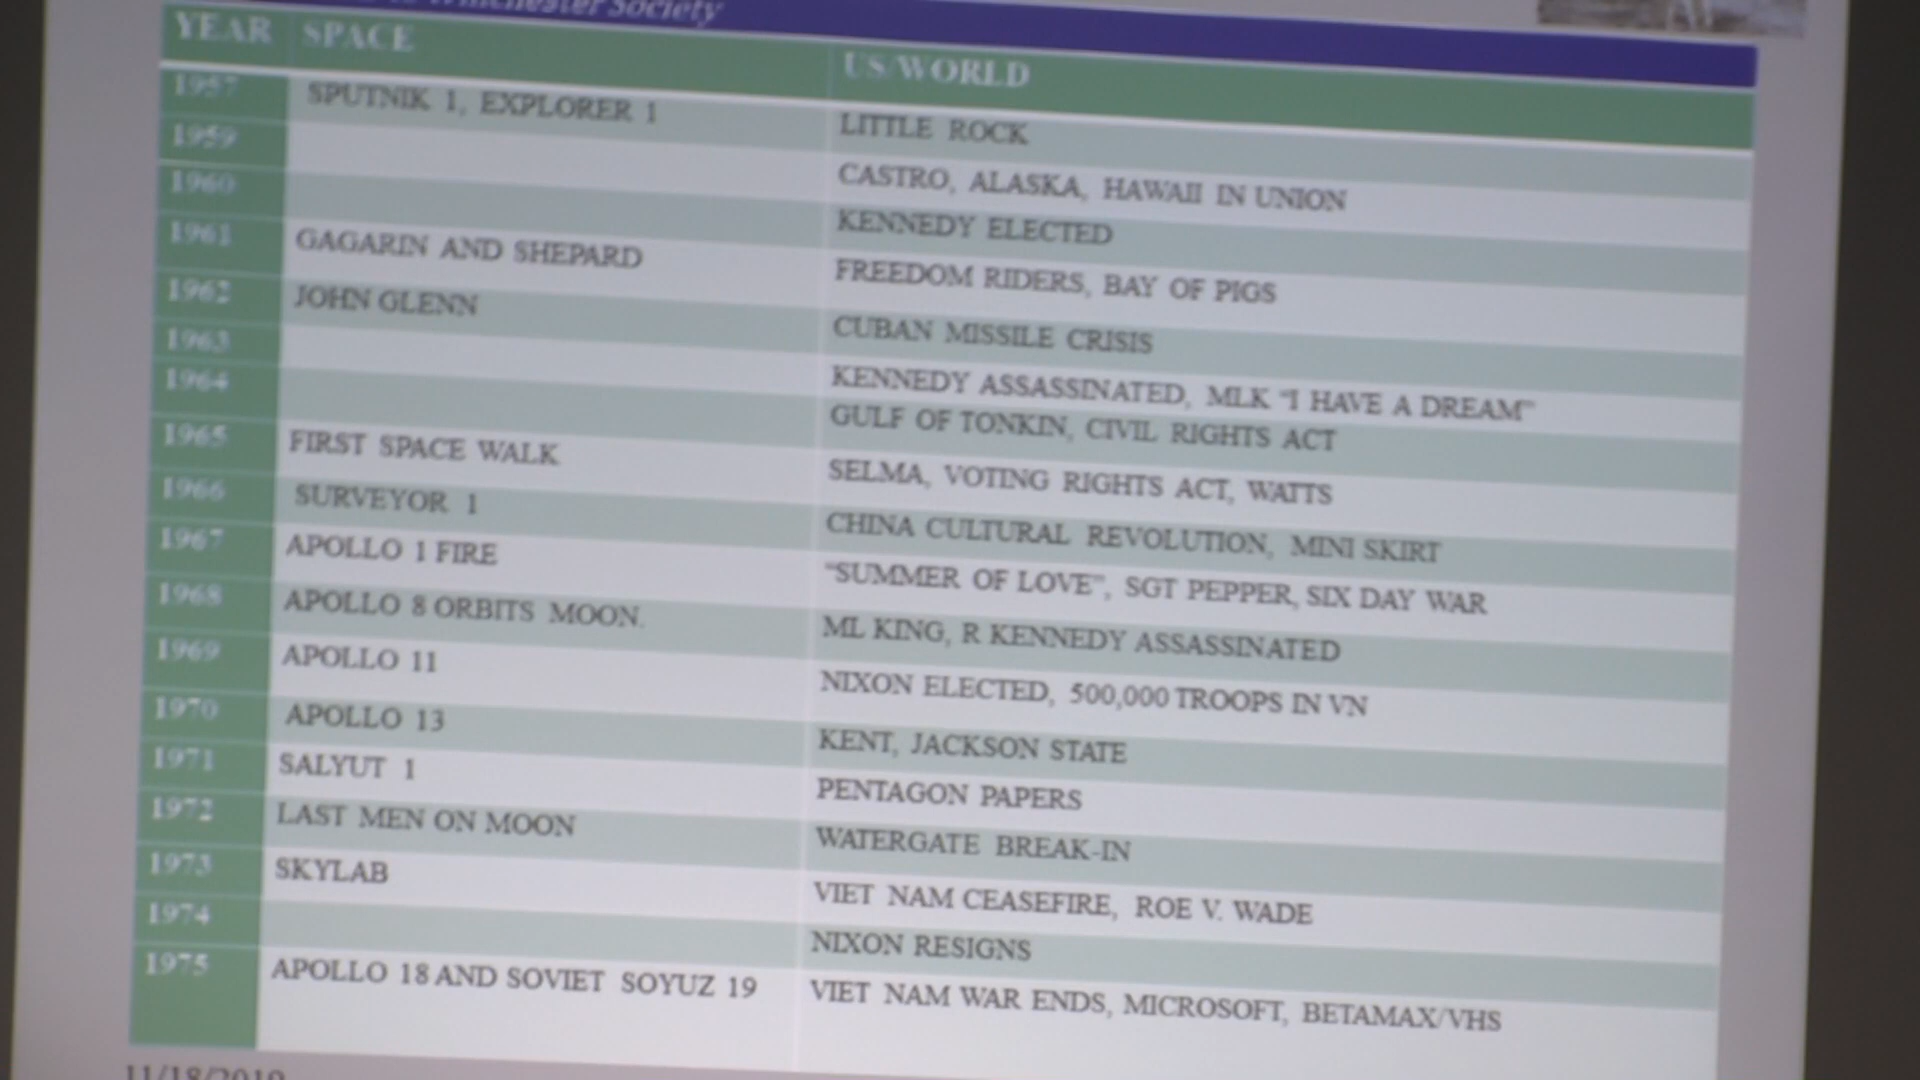 Winchester Society
YEAR SPACE US/WORLD
1957 SPUTNIK 1, EXPLORER 1 LITTLE ROCK
1959 CASTRO, ALASKA, HAWAII IN UNION
1960 KENNEDY ELECTED
1961 GAGARIN AND SHEPARD FREEDOM RIDERS, BAY OF PIGS
1962 JOHN GLENN CUBAN MISSILE CRISIS
1963 KENNEDY ASSASSINATED, MLK "I HAVE A DREAM"
1964 GULF OF TONKIN, CIVIL RIGHTS ACT
1965 FIRST SPACE WALK SELMA, VOTING RIGHTS ACT, WATTS
1966 SURVEYOR 1 CHINA CULTURAL REVOLUTION, MINI SKIRT
1967 APOLLO 1 FIRE "SUMMER OF LOVE", SGT PEPPER, SIX DAY WAR
1968 APOLLO 8 ORBITS MOON. ML KING, R KENNEDY ASSASSINATED
1969 APOLLO 11 NIXON ELECTED, 500,000 TROOPS IN VN
1970 APOLLO 13 KENT, JACKSON STATE
1971 SALYUT 1 PENTAGON PAPERS
1972 LAST MEN ON MOON WATERGATE BREAK-IN
1973 SKYLAB VIET NAM CEASEFIRE, ROE V. WADE
1974 NIXON RESIGNS
1975 APOLLO 18 AND SOVIET SOYUZ 19 VIET NAM WAR ENDS, MICROSOFT, BETAMAX/VHS
11/18/2019